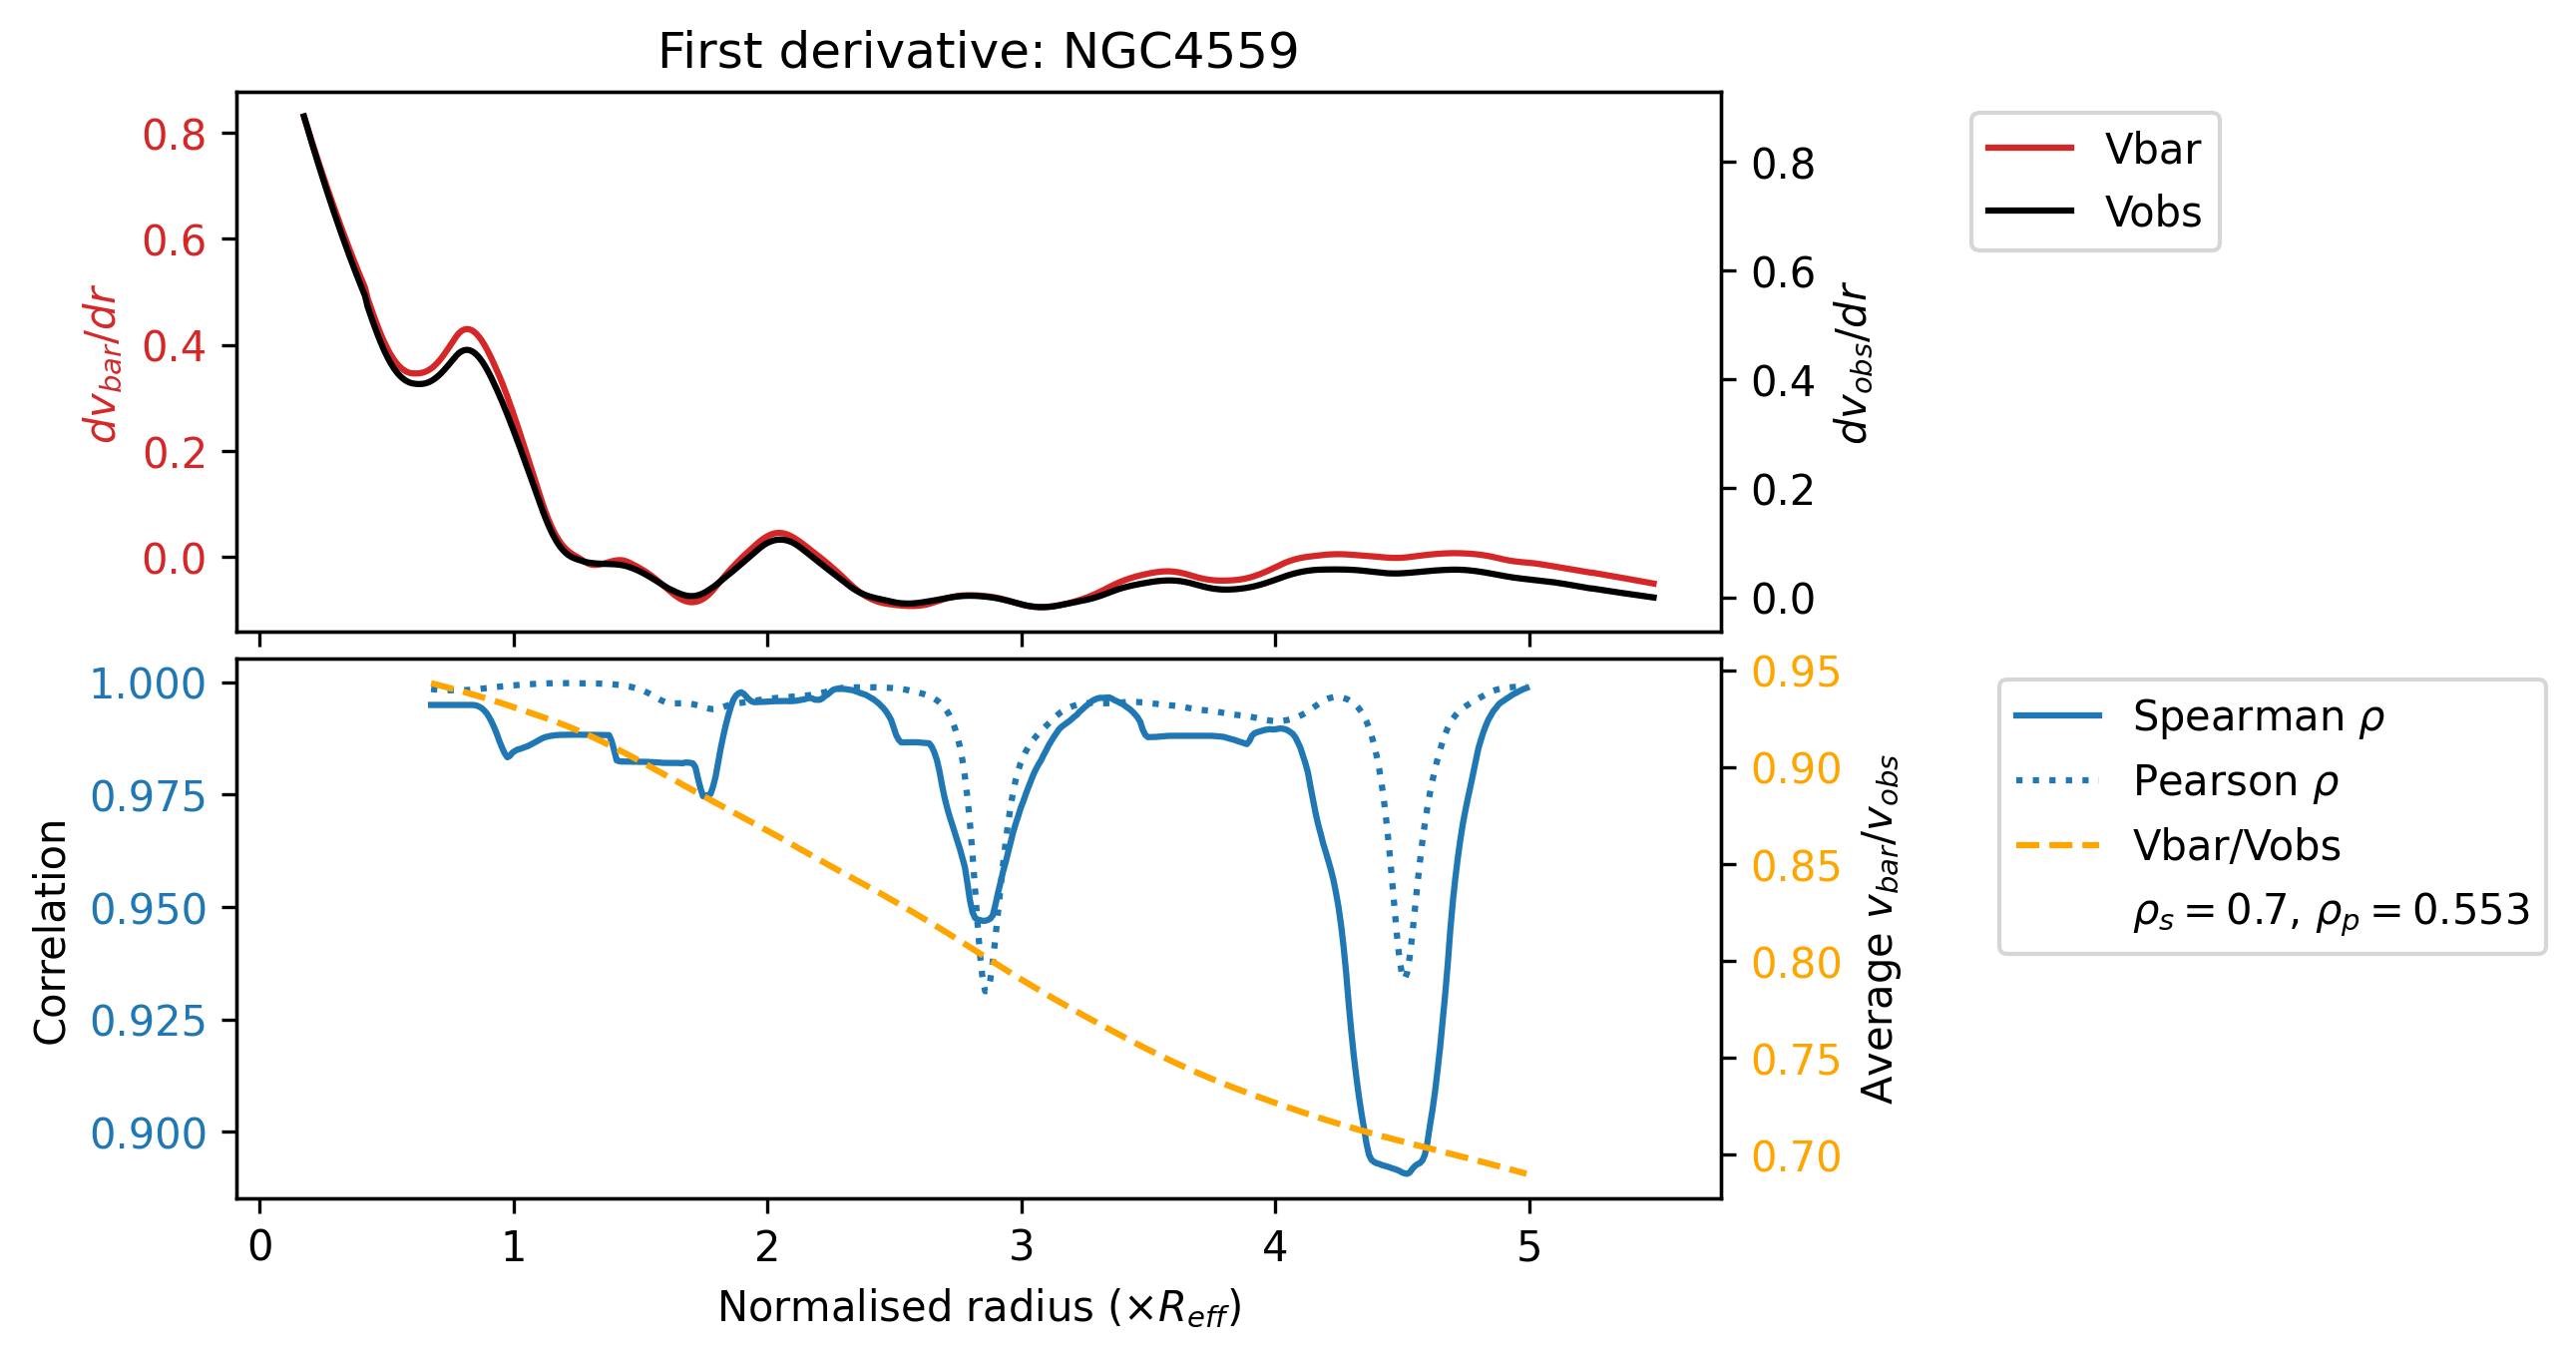 First derivative: NGC4559
0.8
0.6
0.4
0.2
0.0
dv_bar/dr
0.8
0.6
0.4
0.2
0.0
dv_obs/dr
Vbar
Vobs
1.000
0.975
0.950
0.925
0.900
Correlation
0.95
0.90
0.85
0.80
0.75
0.70
Average v_bar/v_obs
Spearman ρ
Pearson ρ
Vbar/Vobs
ρ_s = 0.7, ρ_p = 0.553
0 1 2 3 4 5
Normalised radius (×R_eff)